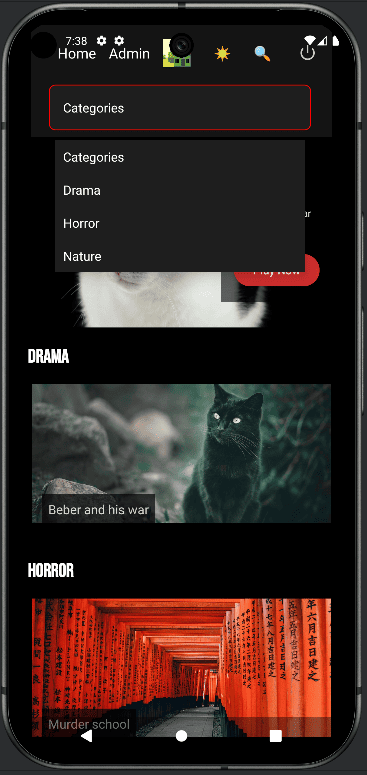 7:38
Home Admin
Categories
Categories
Drama
Horror
Nature
Play Now
DRAMA
Beber and his war
HORROR
Murder school